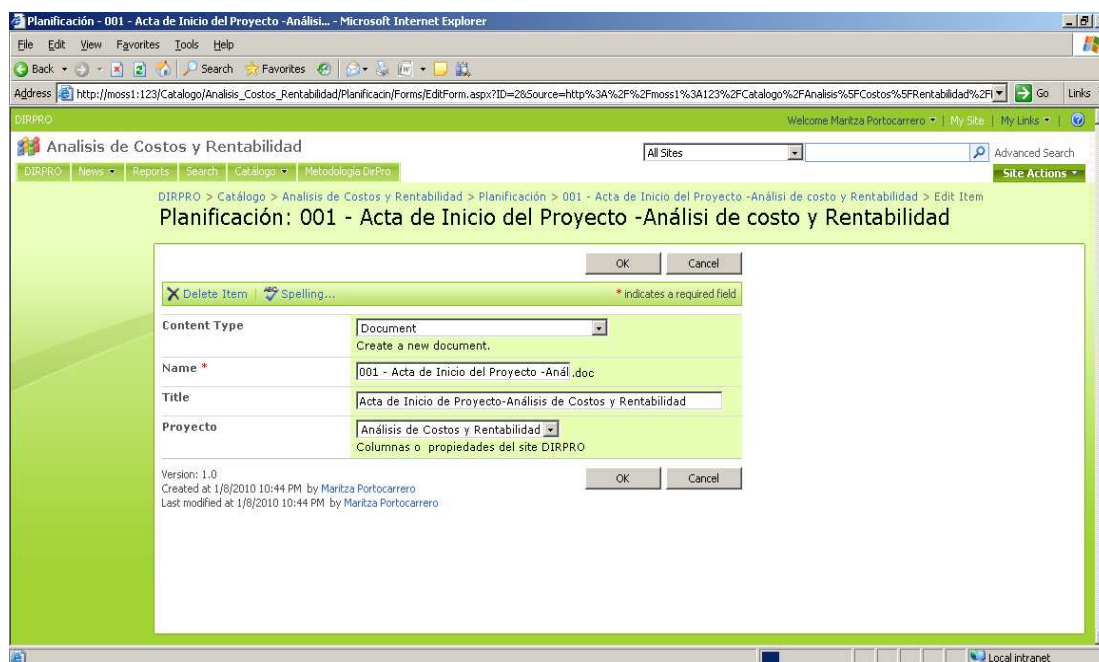 Planificación - 001 - Acta de Inicio del Proyecto -Análisi... - Microsoft Internet Explorer
File Edit View Favorites Tools Help
Back Search Favorites
Address http://moss1:123/Catalogo/Analisis_Costos_Rentabilidad/Planificacin/Forms/EditForm.aspx?ID=2&Source=http%3A%2F%2Fmoss1%3A123%2FCatalogo%2FAnalisis%5FCostos%5FRentabilidad%2F Go Links
DIRPRO Welcome Maritza Portocarrero | My Site | My Links |
Analisis de Costos y Rentabilidad All Sites Advanced Search
DIRPRO News Reports Search Catálogo Metodología DirPro Site Actions
DIRPRO > Catálogo > Analisis de Costos y Rentabilidad > Planificación > 001 - Acta de Inicio del Proyecto -Análisi de costo y Rentabilidad > Edit Item
Planificación: 001 - Acta de Inicio del Proyecto -Análisi de costo y Rentabilidad
OK Cancel
Delete Item | Spelling... * indicates a required field
Content Type Document
Create a new document.
Name * 001 - Acta de Inicio del Proyecto -Anál .doc
Title Acta de Inicio de Proyecto-Análisis de Costos y Rentabilidad
Proyecto Análisis de Costos y Rentabilidad
Columnas o propiedades del site DIRPRO
Version: 1.0 OK Cancel
Created at 1/8/2010 10:44 PM by Maritza Portocarrero
Last modified at 1/8/2010 10:44 PM by Maritza Portocarrero
Local intranet